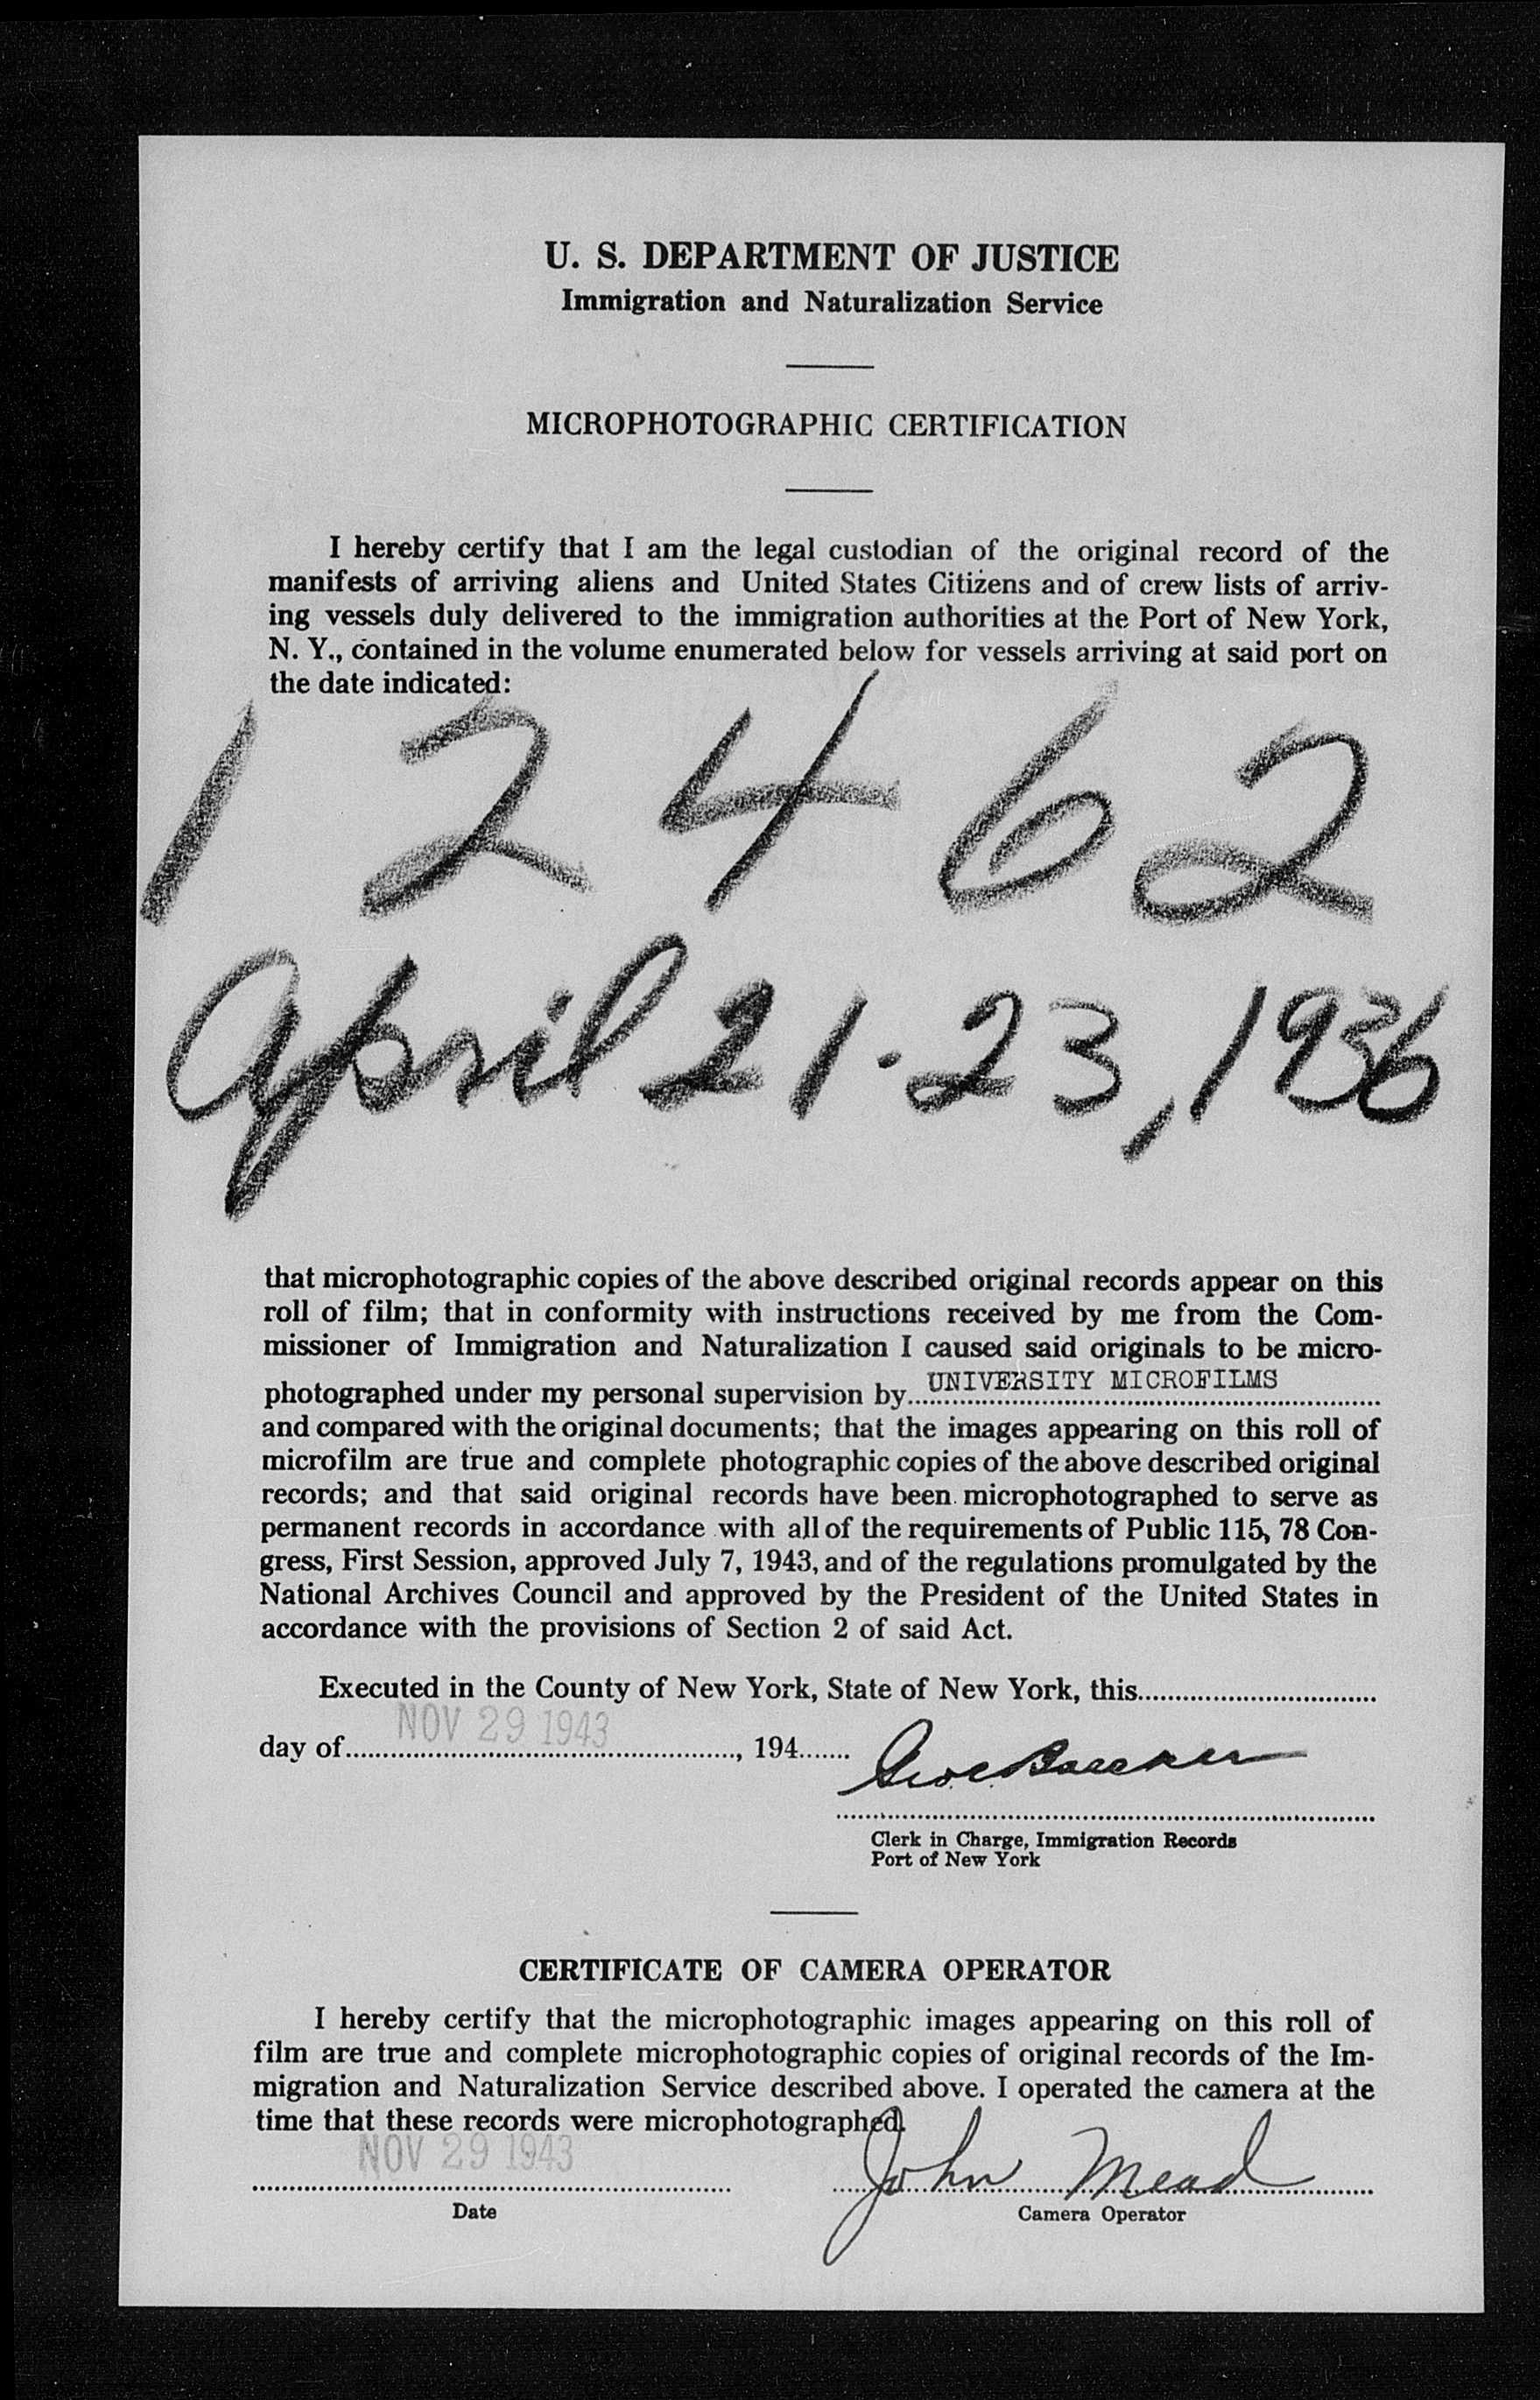 U. S. DEPARTMENT OF JUSTICE
Immigration and Naturalization Service
MICROPHOTOGRAPHIC CERTIFICATION
I hereby certify that I am the legal custodian of the original record of the
manifests of arriving aliens and United States Citizens and of crew lists of arriv-
ing vessels duly delivered to the immigration authorities at the Port of New York,
N. Y., contained in the volume enumerated below for vessels arriving at said port on
the date indicated:
1 2 4 6 2
April 21-23, 1936
that microphotographic copies of the above described original records appear on this
roll of film; that in conformity with instructions received by me from the Com-
missioner of Immigration and Naturalization I caused said originals to be micro-
photographed under my personal supervision by UNIVERSITY MICROFILMS
and compared with the original documents; that the images appearing on this roll of
microfilm are true and complete photographic copies of the above described original
records; and that said original records have been microphotographed to serve as
permanent records in accordance with all of the requirements of Public 115, 78 Con-
gress, First Session, approved July 7, 1943, and of the regulations promulgated by the
National Archives Council and approved by the President of the United States in
accordance with the provisions of Section 2 of said Act.
Executed in the County of New York, State of New York, this
day of NOV 29 1943, 194
Clerk in Charge, Immigration Records
Port of New York
CERTIFICATE OF CAMERA OPERATOR
I hereby certify that the microphotographic images appearing on this roll of
film are true and complete microphotographic copies of original records of the Im-
migration and Naturalization Service described above. I operated the camera at the
time that these records were microphotographed.
NOV 29 1943 John Mead
Date Camera Operator